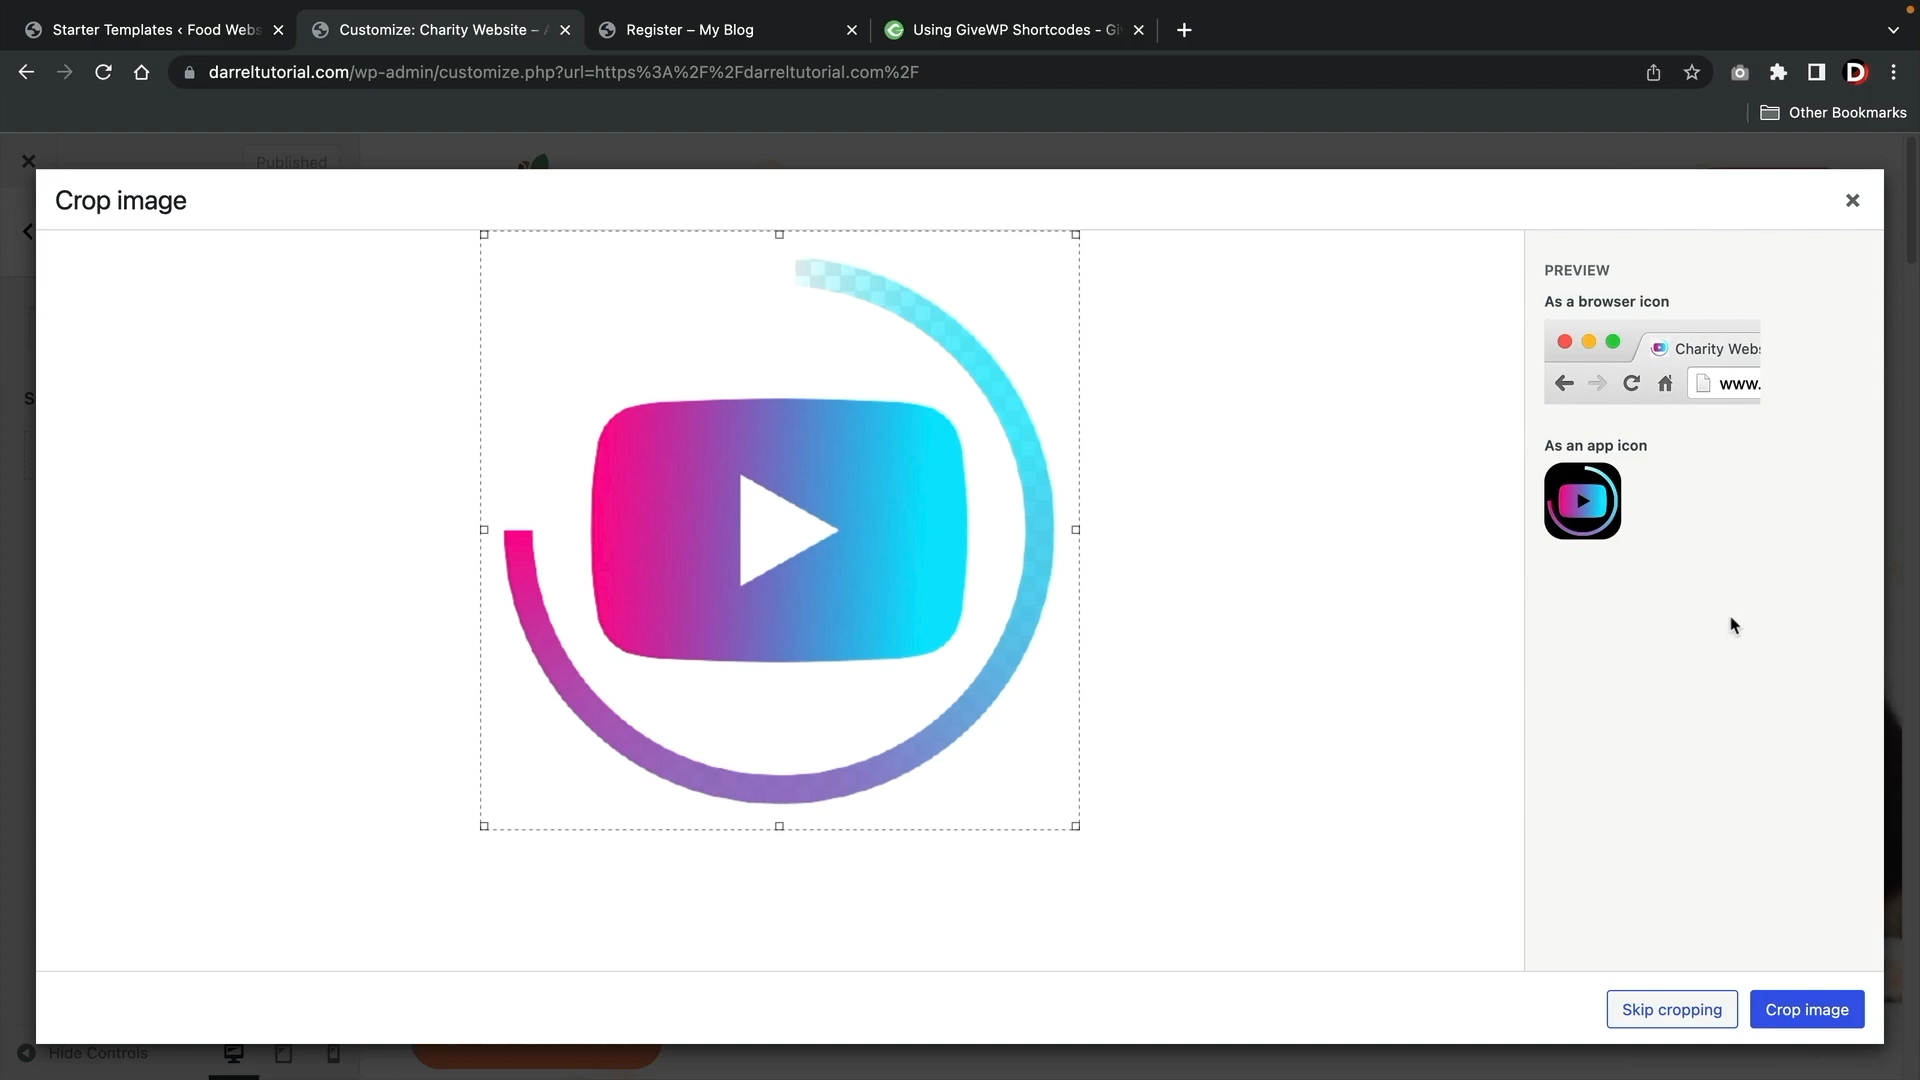 Starter Templates ‹ Food Webs
Customize: Charity Website –
Register – My Blog
Using GiveWP Shortcodes - Gi
darreltutorial.com/wp-admin/customize.php?url=https%3A%2F%2Fdarreltutorial.com%2F
D
Other Bookmarks
Published
Crop image
PREVIEW
As a browser icon
Charity Webs
www.
As an app icon
S
Skip cropping
Crop image
Hide Controls